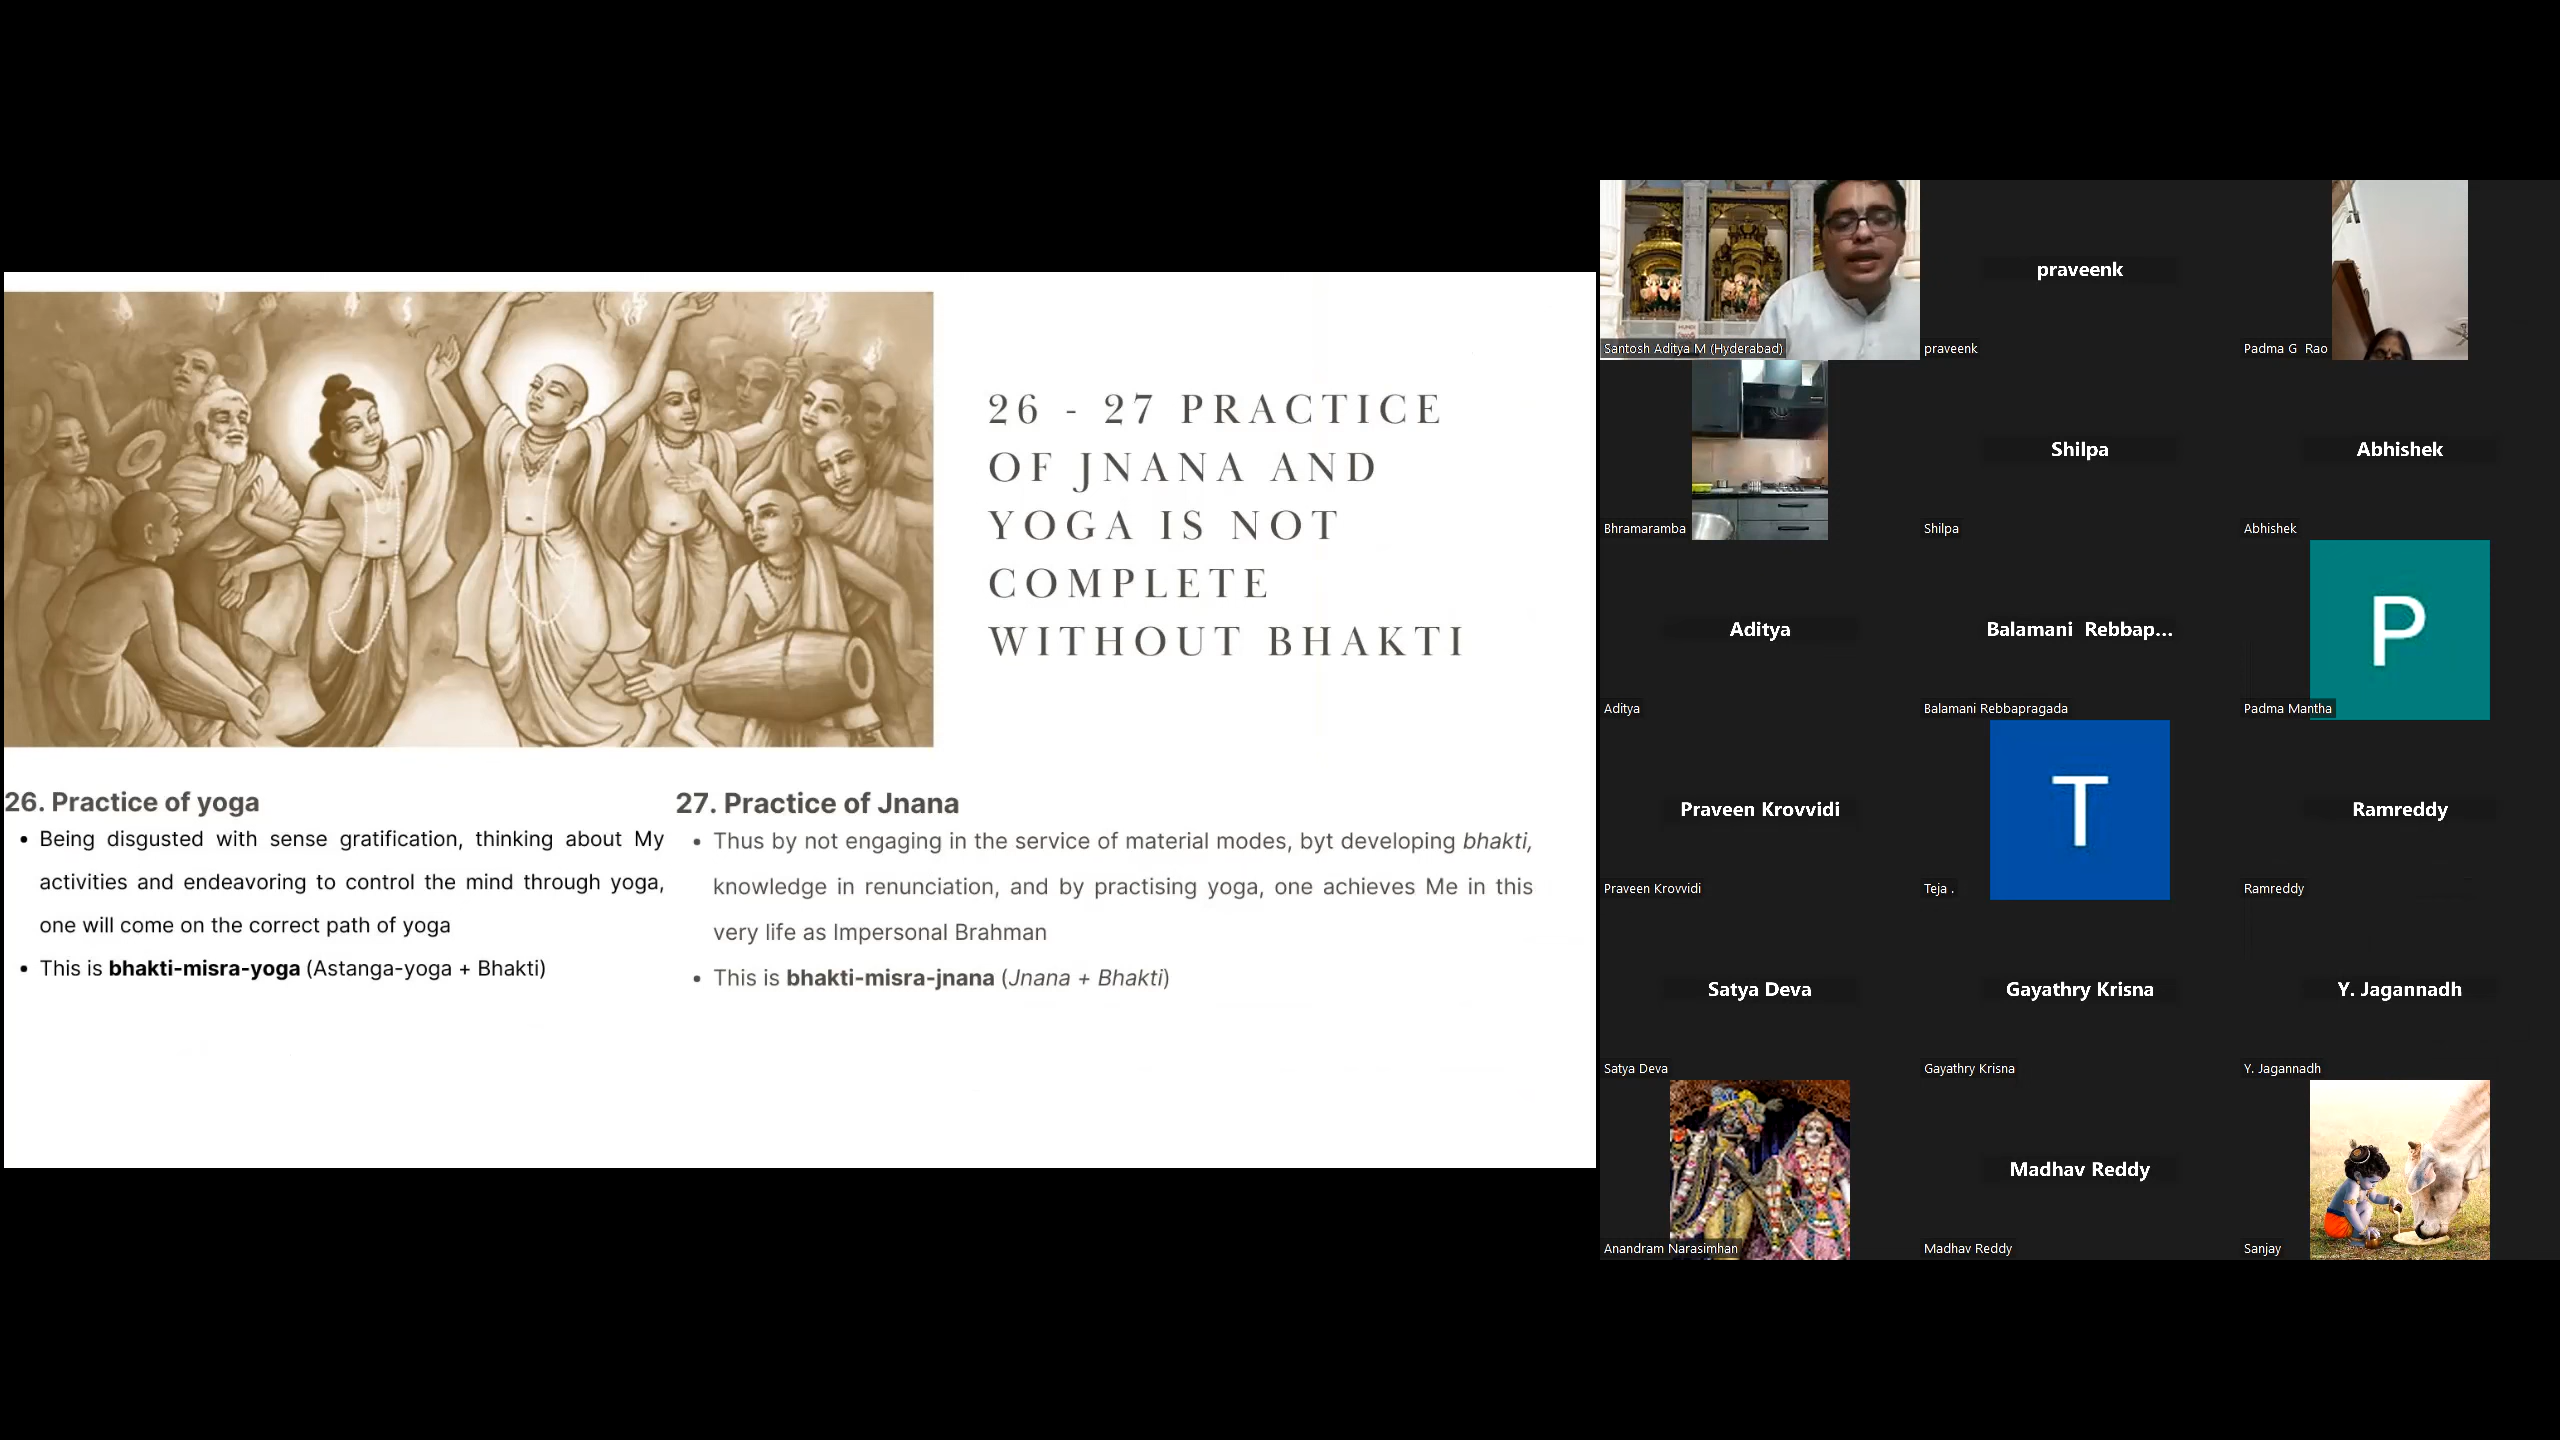 26 - 27 PRACTICE
OF JNANA AND
YOGA IS NOT
COMPLETE
WITHOUT BHAKTI
26. Practice of yoga
• Being disgusted with sense gratification, thinking about My
activities and endeavoring to control the mind through yoga,
one will come on the correct path of yoga
• This is bhakti-misra-yoga (Astanga-yoga + Bhakti)
27. Practice of Jnana
• Thus by not engaging in the service of material modes, byt developing bhakti,
knowledge in renunciation, and by practising yoga, one achieves Me in this
very life as Impersonal Brahman
• This is bhakti-misra-jnana (Jnana + Bhakti)
Santosh Aditya M (Hyderabad)
praveenk
praveenk
Padma G Rao
Bhramaramba
Shilpa
Shilpa
Abhishek
Abhishek
Aditya
Aditya
Balamani Rebbap...
Balamani Rebbapragada
P
Padma Mantha
Praveen Krovvidi
Praveen Krovvidi
T
Teja .
Ramreddy
Ramreddy
Satya Deva
Satya Deva
Gayathry Krisna
Gayathry Krisna
Y. Jagannadh
Y. Jagannadh
Anandram Narasimhan
Madhav Reddy
Madhav Reddy
Sanjay